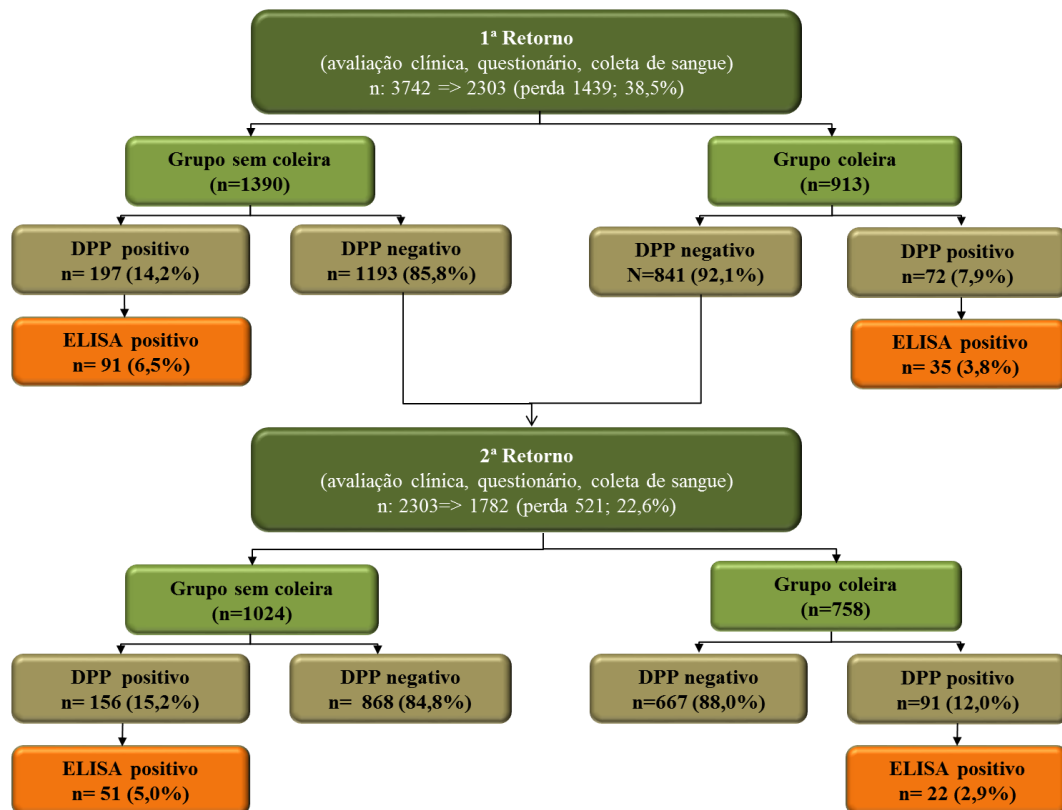 1ª Retorno
(avaliação clínica, questionário, coleta de sangue)
n: 3742 => 2303 (perda 1439; 38,5%)
Grupo sem coleira
(n=1390)
Grupo coleira
(n=913)
DPP positivo
n= 197 (14,2%)
DPP negativo
n= 1193 (85,8%)
DPP negativo
N=841 (92,1%)
DPP positivo
n=72 (7,9%)
ELISA positivo
n= 91 (6,5%)
ELISA positivo
n= 35 (3,8%)
2ª Retorno
(avaliação clínica, questionário, coleta de sangue)
n: 2303=> 1782 (perda 521; 22,6%)
Grupo sem coleira
(n=1024)
Grupo coleira
(n=758)
DPP positivo
n= 156 (15,2%)
DPP negativo
n= 868 (84,8%)
DPP negativo
n=667 (88,0%)
DPP positivo
n=91 (12,0%)
ELISA positivo
n= 51 (5,0%)
ELISA positivo
n= 22 (2,9%)